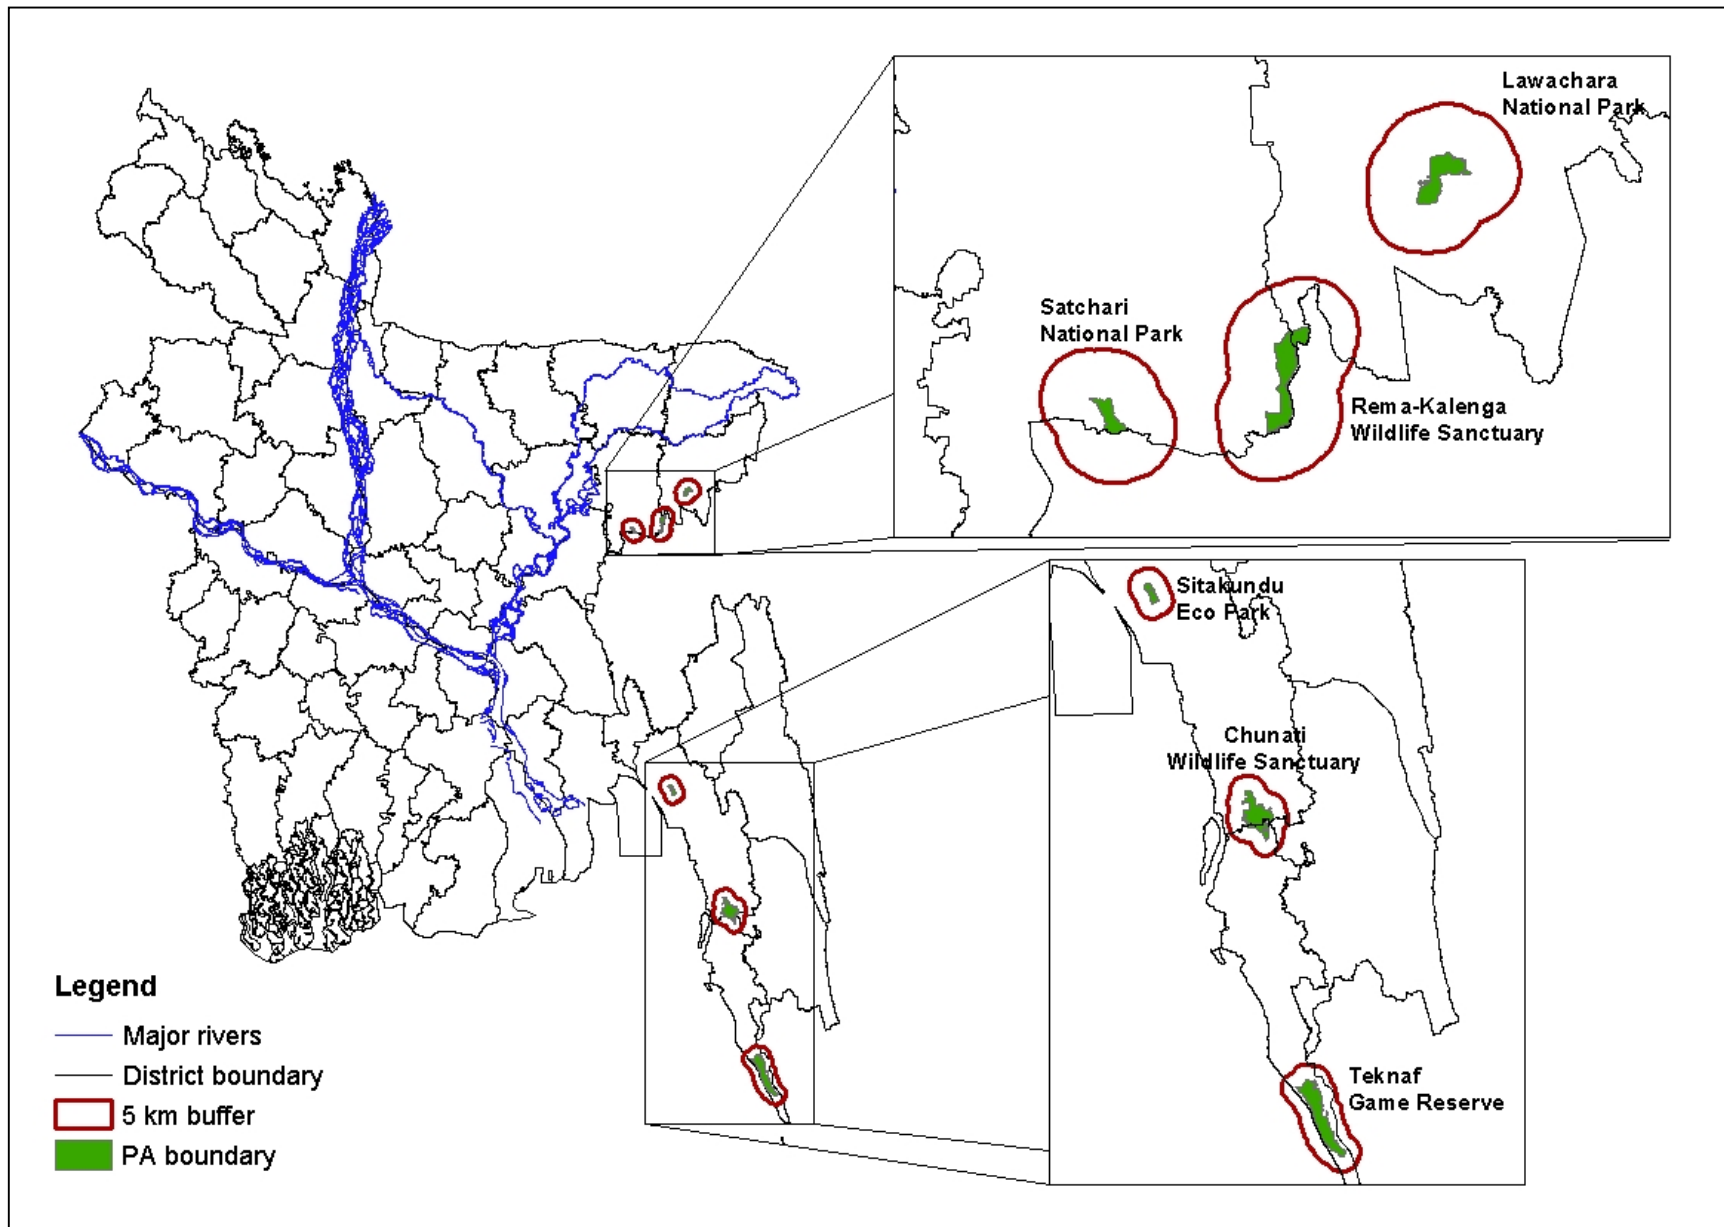 Lawachara
National Park
Satchari
National Park
Rema-Kalenga
Wildlife Sanctuary
Sitakundu
Eco Park
Chunati
Wildlife Sanctuary
Teknaf
Game Reserve
Legend
Major rivers
District boundary
5 km buffer
PA boundary